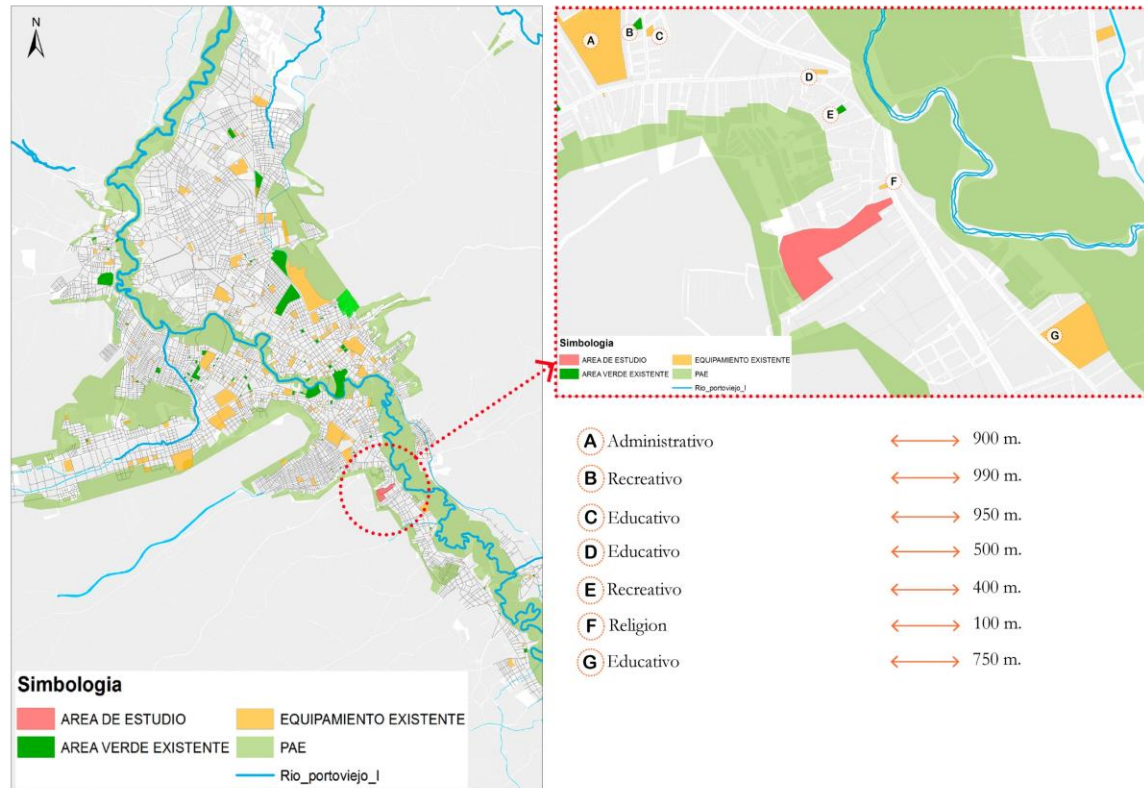 N
Simbologia
AREA DE ESTUDIO
EQUIPAMIENTO EXISTENTE
AREA VERDE EXISTENTE
PAE
Rio_portoviejo_l
A
B
C
D
E
F
G
Simbologia
AREA DE ESTUDIO
EQUIPAMIENTO EXISTENTE
AREA VERDE EXISTENTE
PAE
Rio_portoviejo_l
A Administrativo 900 m.
B Recreativo 990 m.
C Educativo 950 m.
D Educativo 500 m.
E Recreativo 400 m.
F Religion 100 m.
G Educativo 750 m.